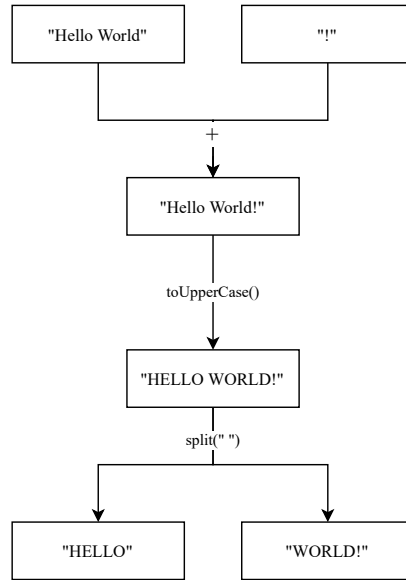 "Hello World"
"!"
+
"Hello World!"
toUpperCase()
"HELLO WORLD!"
split(" ")
"HELLO"
"WORLD!"